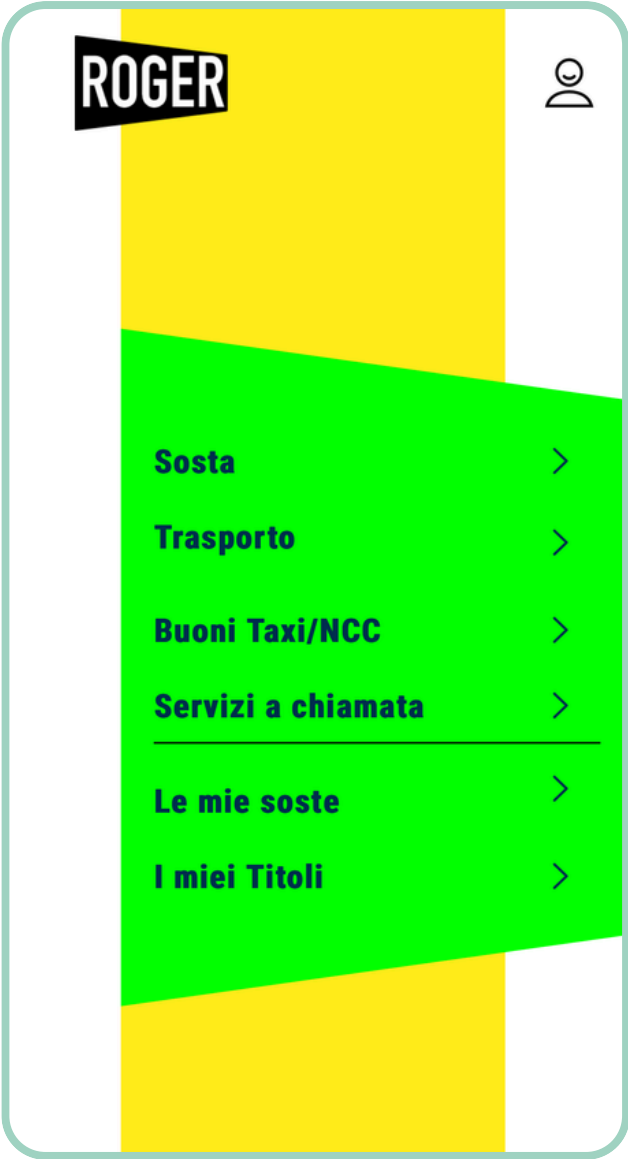 ROGER
Sosta
Trasporto
Buoni Taxi/NCC
Servizi a chiamata
Le mie soste
I miei Titoli